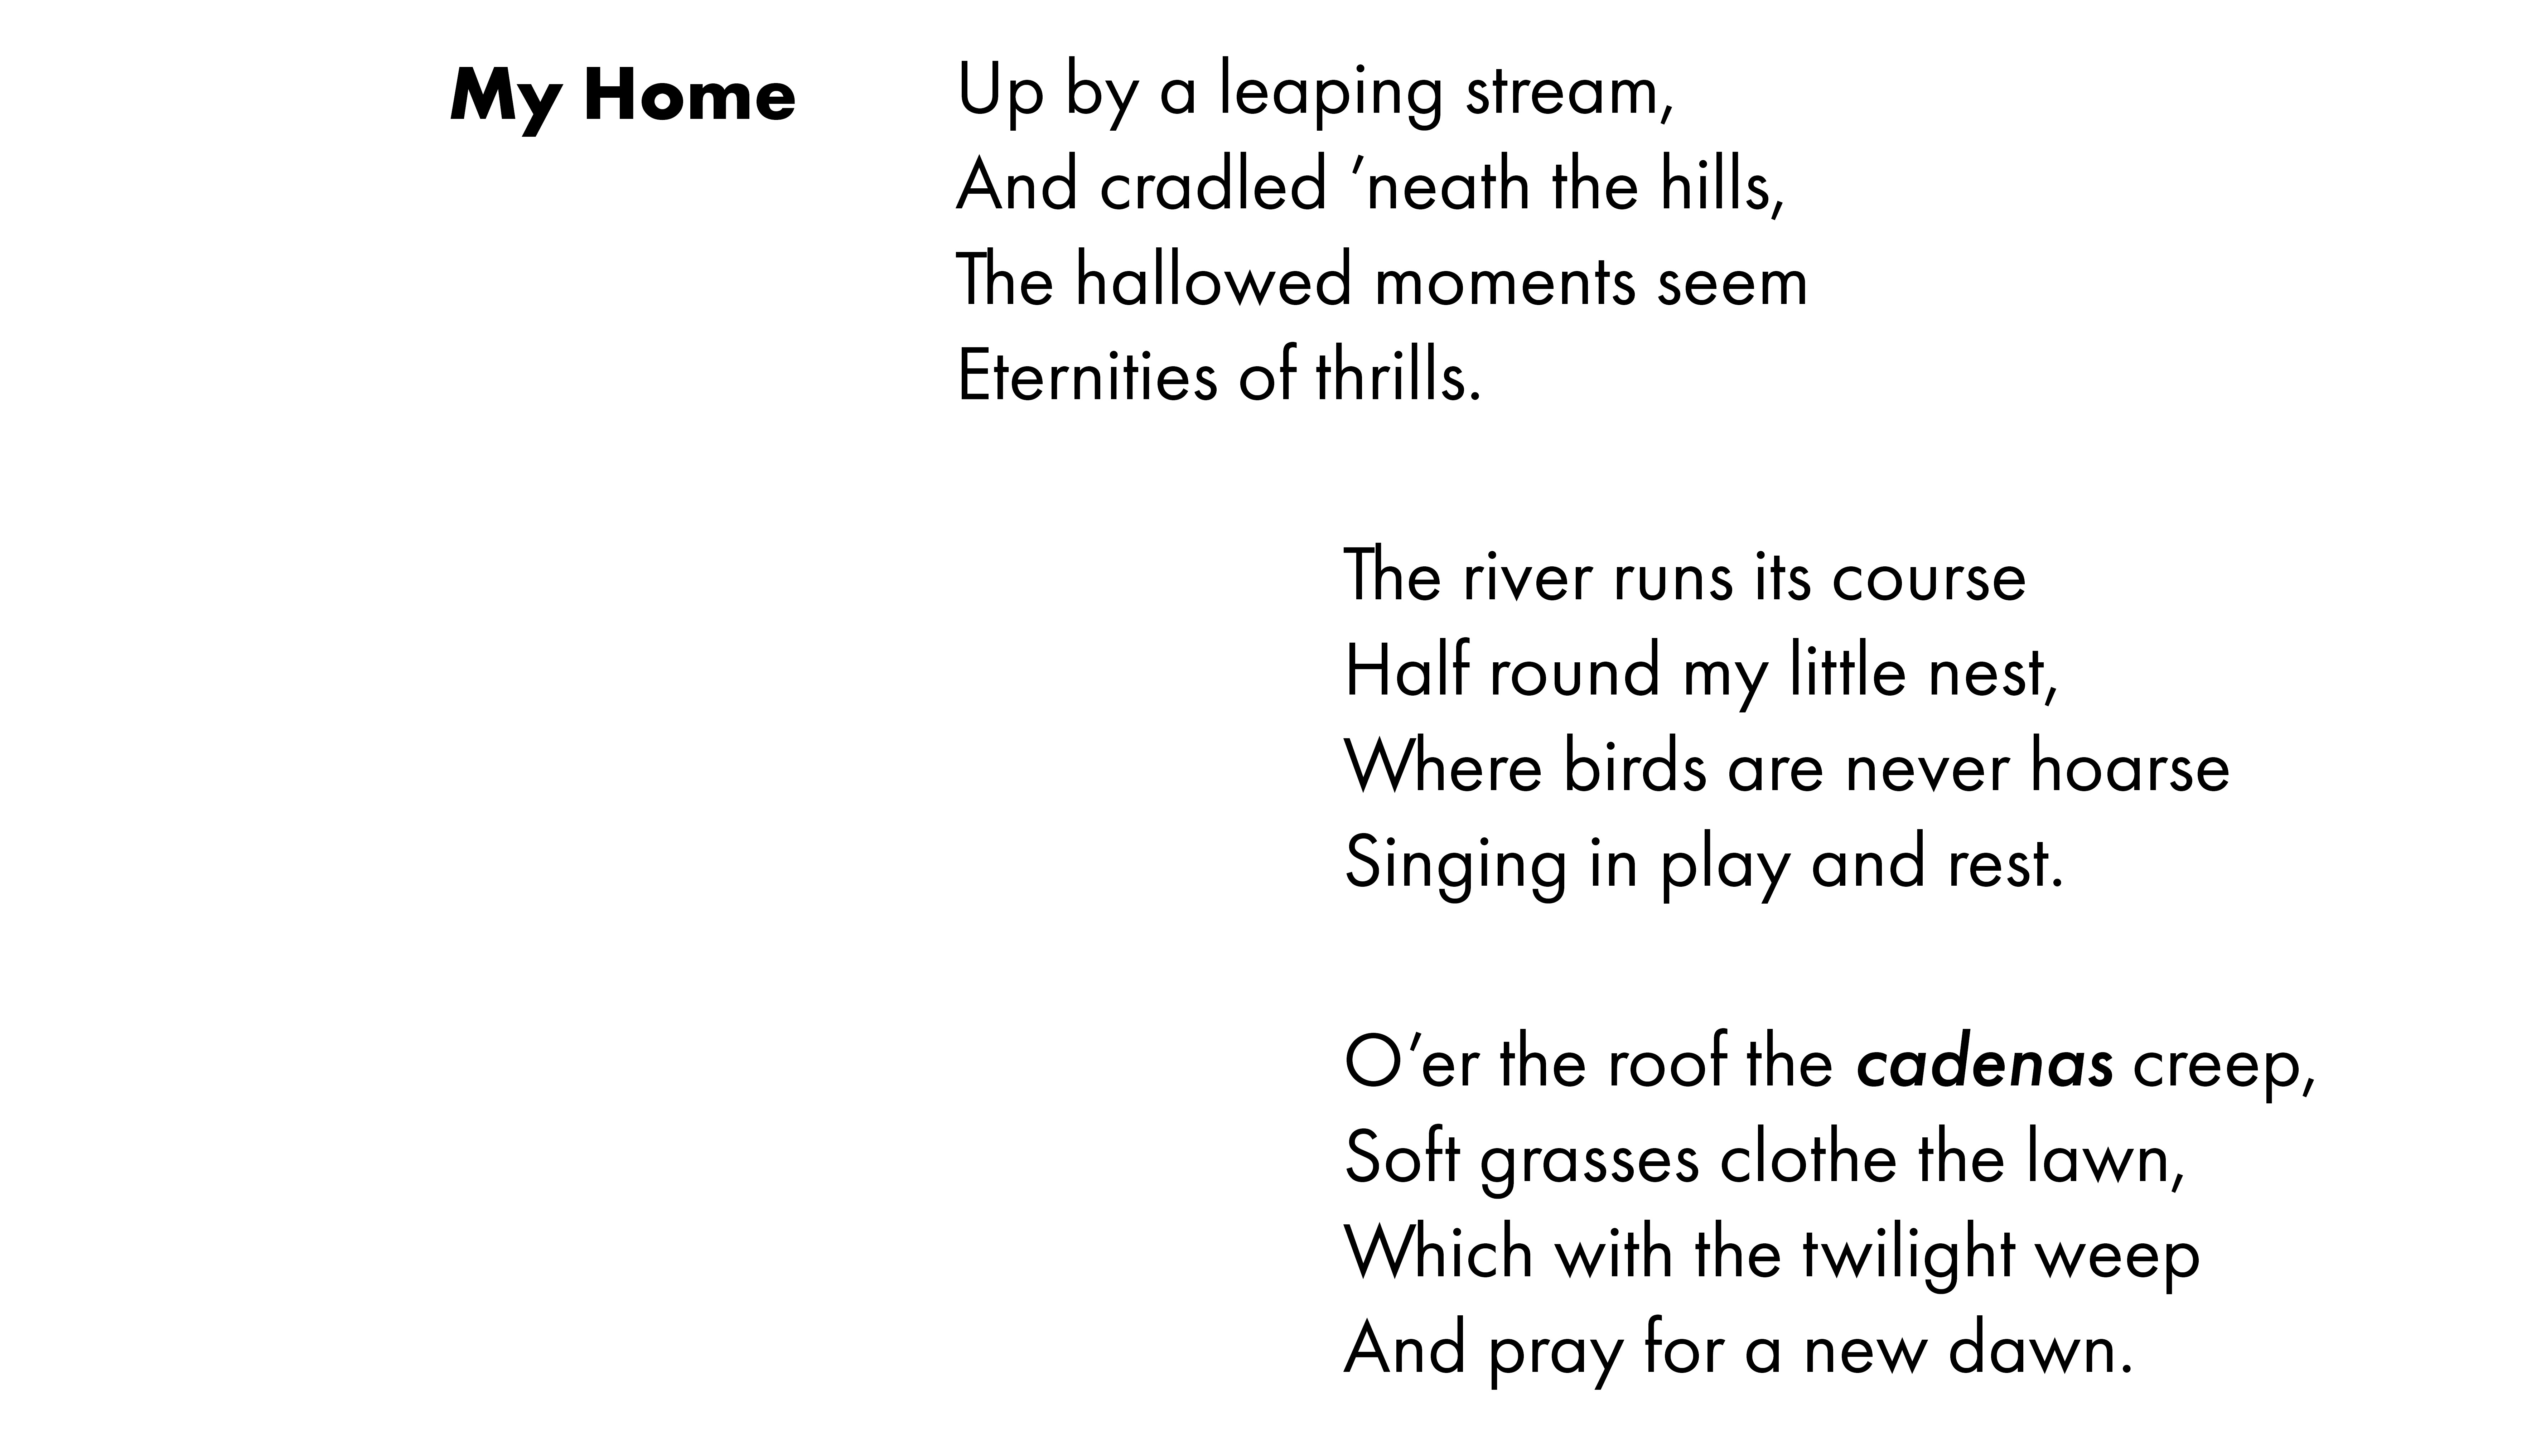 My Home
Up by a leaping stream,
And cradled ’neath the hills,
The hallowed moments seem
Eternities of thrills.
The river runs its course
Half round my little nest,
Where birds are never hoarse
Singing in play and rest.
O’er the roof the cadenas creep,
Soft grasses clothe the lawn,
Which with the twilight weep
And pray for a new dawn.